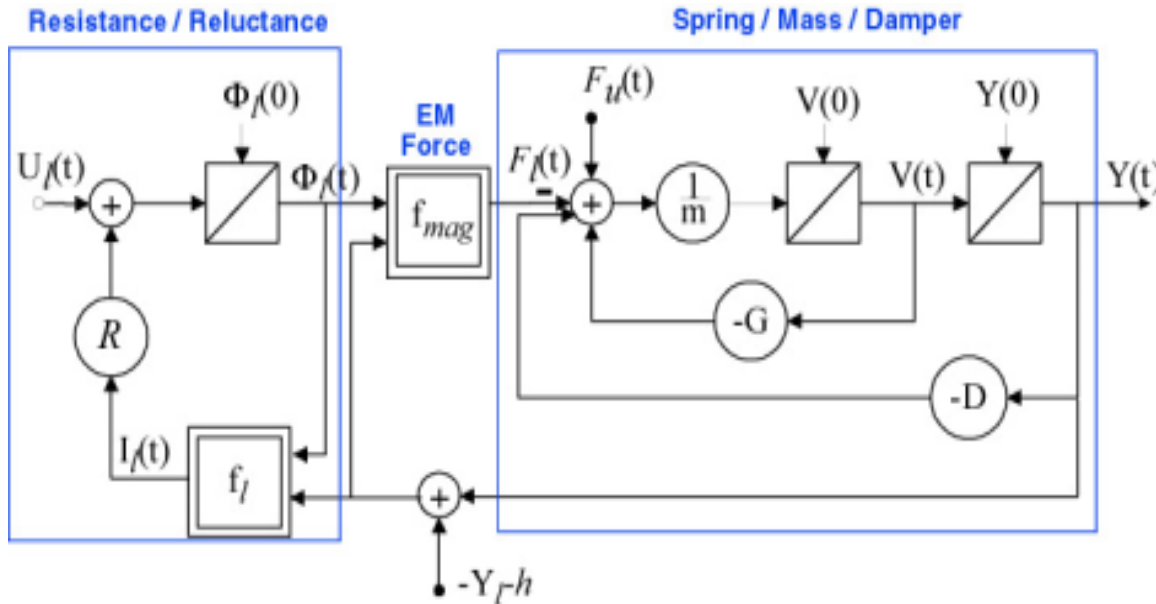 Resistance / Reluctance
Spring / Mass / Damper
Φl(0)
Fu(t)
V(0)
Y(0)
EM
Force
Ul(t)
Φl(t)
Fl(t)
-
V(t)
Y(t)
+
fmag
+
1
m
R
-G
-D
Il(t)
fl
+
-Yl-h